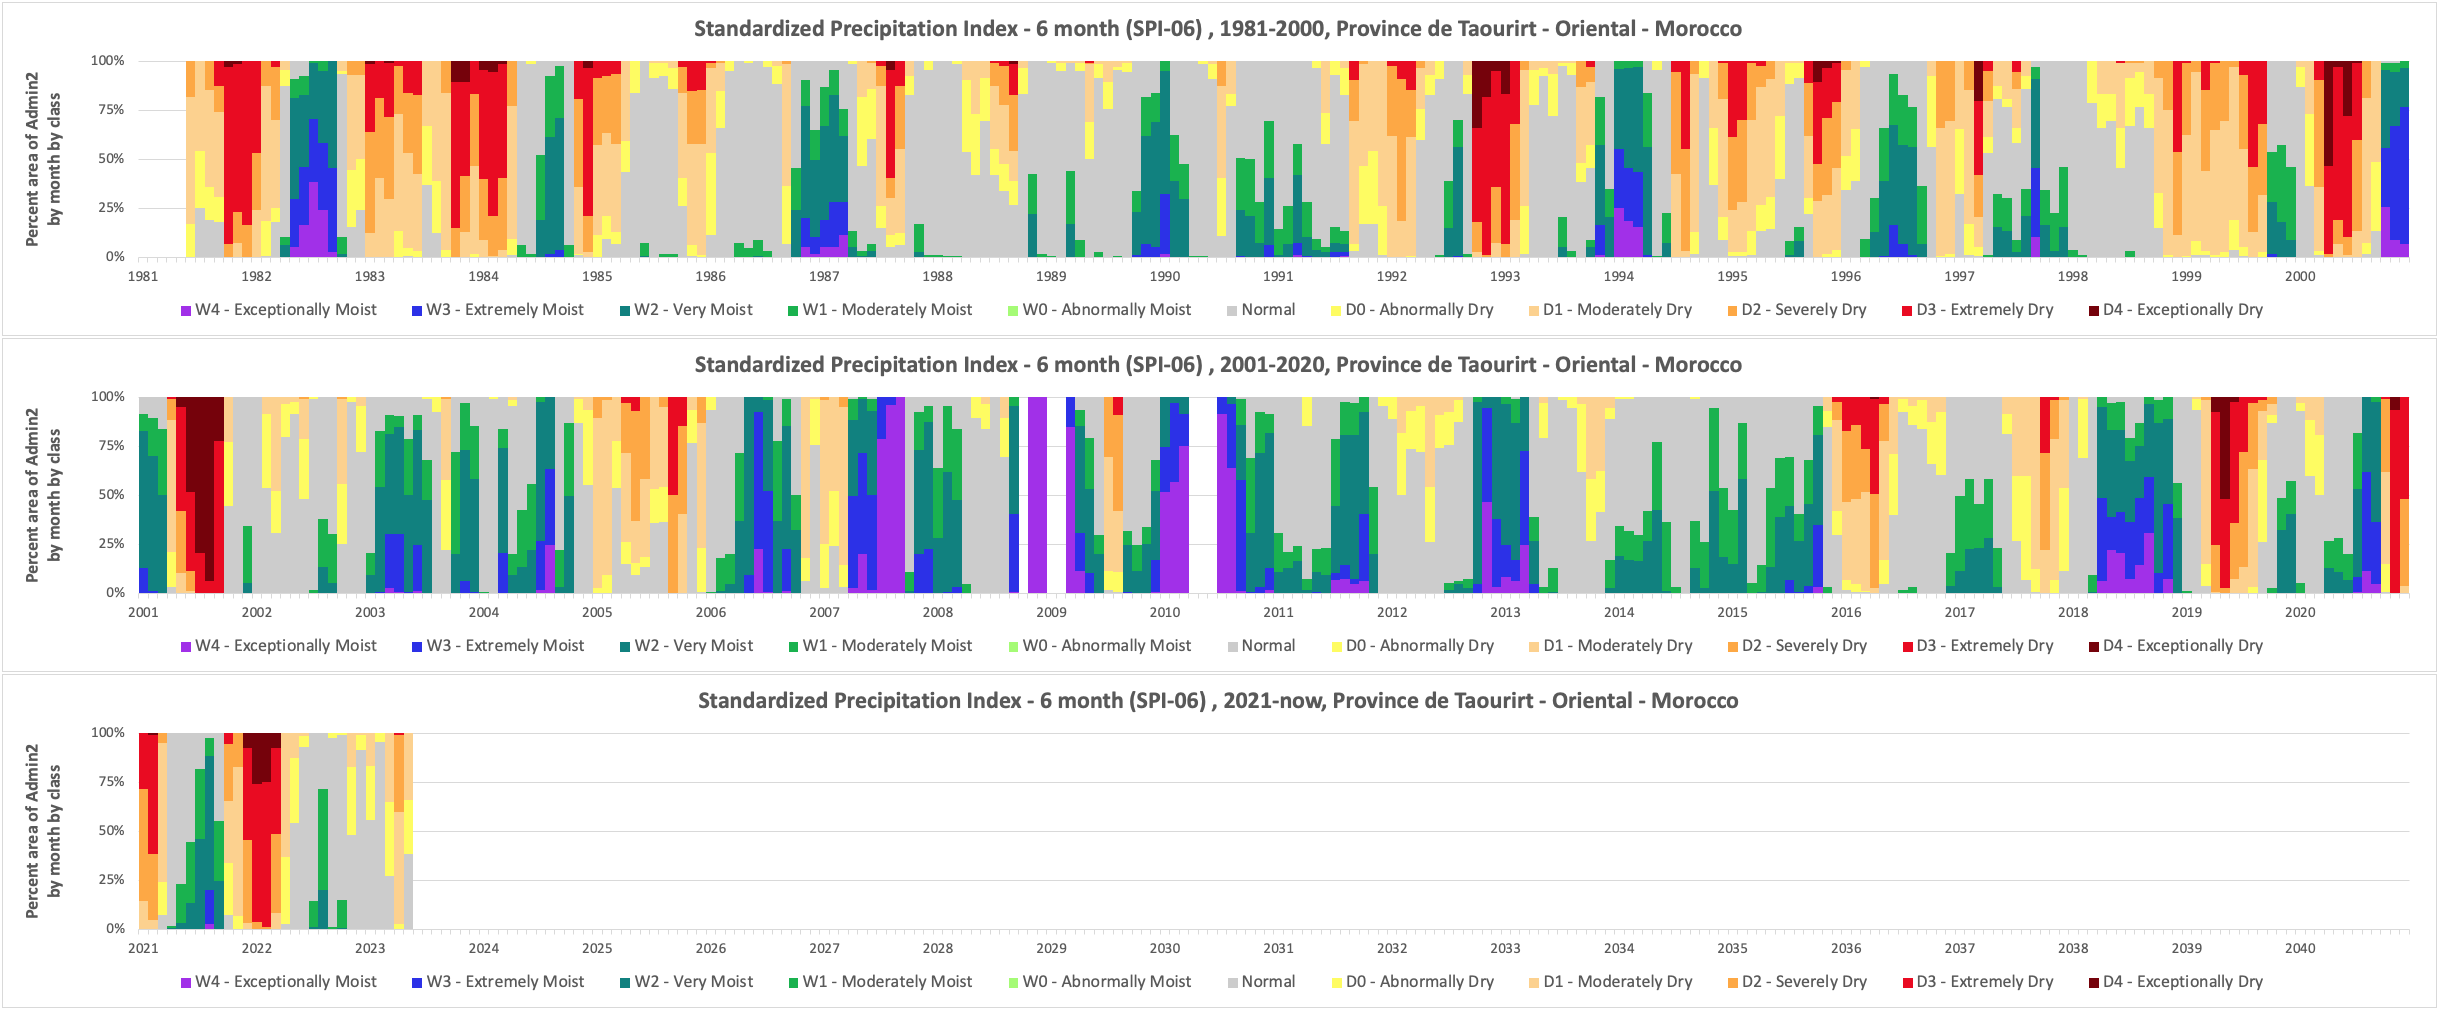 Standardized Precipitation Index - 6 month (SPI-06) , 1981-2000, Province de Taourirt - Oriental - Morocco
Percent area of Admin2
by month by class
100%
75%
50%
25%
0%
1981 1982 1983 1984 1985 1986 1987 1988 1989 1990 1991 1992 1993 1994 1995 1996 1997 1998 1999 2000
W4 - Exceptionally Moist W3 - Extremely Moist W2 - Very Moist W1 - Moderately Moist W0 - Abnormally Moist Normal D0 - Abnormally Dry D1 - Moderately Dry D2 - Severely Dry D3 - Extremely Dry D4 - Exceptionally Dry
Standardized Precipitation Index - 6 month (SPI-06) , 2001-2020, Province de Taourirt - Oriental - Morocco
Percent area of Admin2
by month by class
100%
75%
50%
25%
0%
2001 2002 2003 2004 2005 2006 2007 2008 2009 2010 2011 2012 2013 2014 2015 2016 2017 2018 2019 2020
W4 - Exceptionally Moist W3 - Extremely Moist W2 - Very Moist W1 - Moderately Moist W0 - Abnormally Moist Normal D0 - Abnormally Dry D1 - Moderately Dry D2 - Severely Dry D3 - Extremely Dry D4 - Exceptionally Dry
Standardized Precipitation Index - 6 month (SPI-06) , 2021-now, Province de Taourirt - Oriental - Morocco
Percent area of Admin2
by month by class
100%
75%
50%
25%
0%
2021 2022 2023 2024 2025 2026 2027 2028 2029 2030 2031 2032 2033 2034 2035 2036 2037 2038 2039 2040
W4 - Exceptionally Moist W3 - Extremely Moist W2 - Very Moist W1 - Moderately Moist W0 - Abnormally Moist Normal D0 - Abnormally Dry D1 - Moderately Dry D2 - Severely Dry D3 - Extremely Dry D4 - Exceptionally Dry